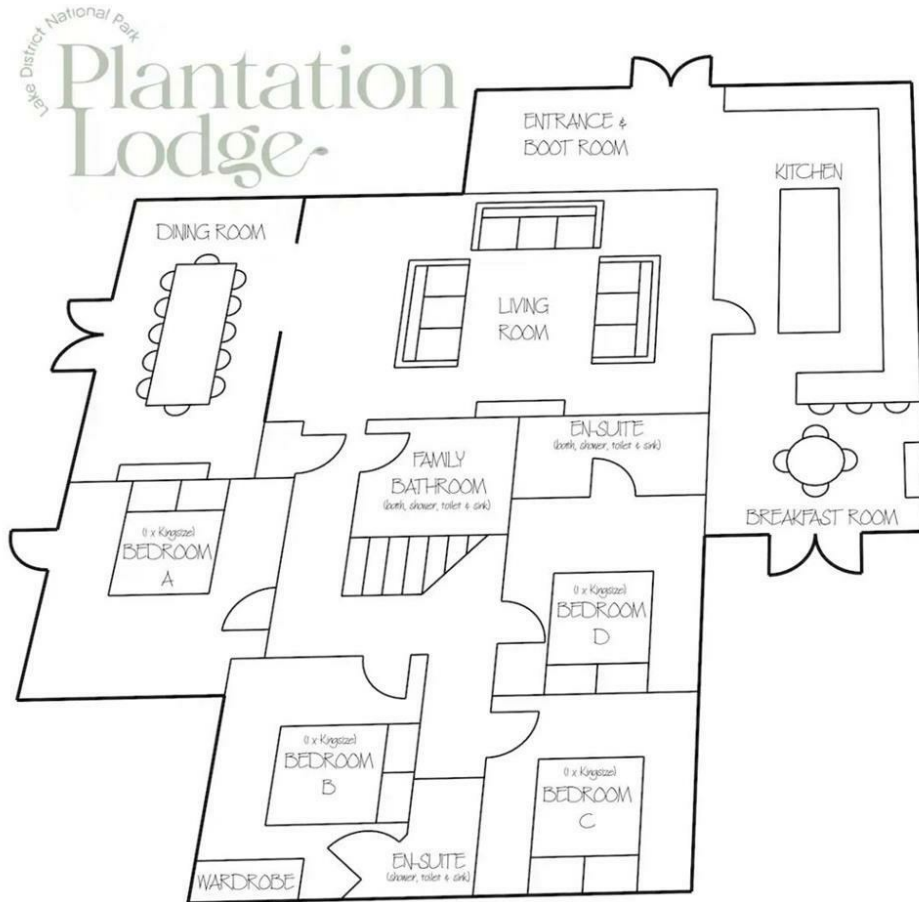 Lake District National Park
Plantation
Lodge
ENTRANCE &
BOOT ROOM
KITCHEN
DINING ROOM
LIVING
ROOM
EN-SUITE
(bath, shower, toilet & sink)
FAMILY
BATHROOM
(bath, shower, toilet & sink)
BREAKFAST ROOM
(1 x Kingsize)
BEDROOM
A
(1 x Kingsize)
BEDROOM
D
(1 x Kingsize)
BEDROOM
B
(1 x Kingsize)
BEDROOM
C
EN-SUITE
(shower, toilet & sink)
WARDROBE